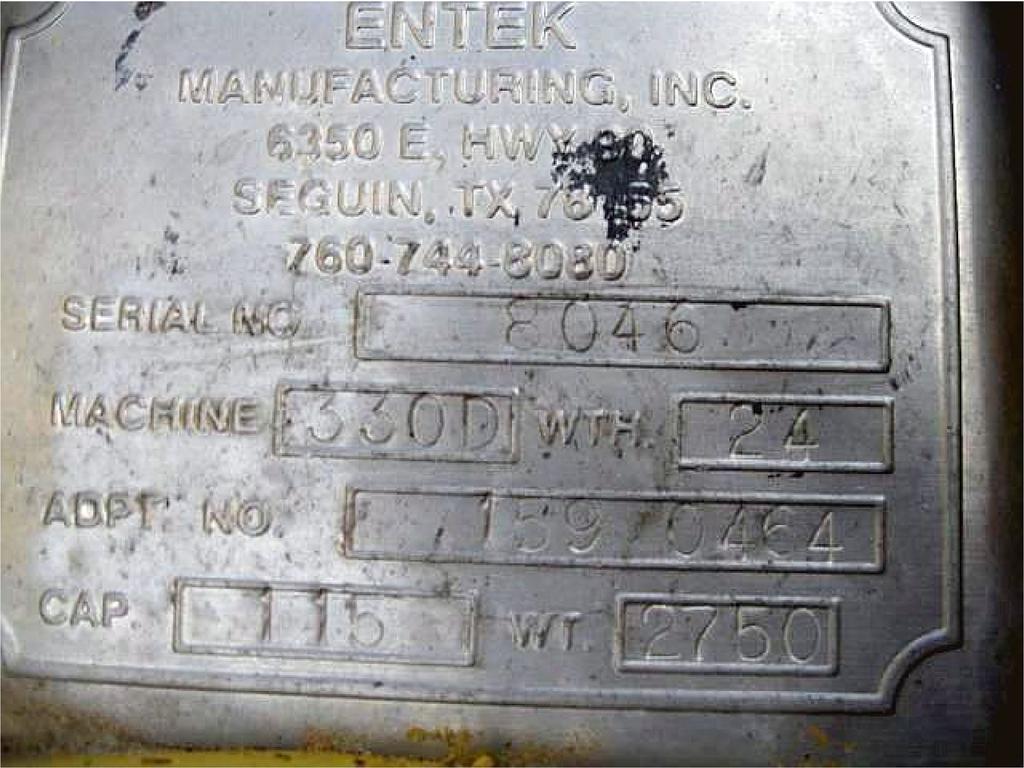 ENTEK
MANUFACTURING, INC.
6350 E, HWY 90
SEGUIN, TX,
760-744-8080
SERIAL NO 8046
MACHINE 330D WTH. 24
ADPT NO. 159 0464
CAP. 115 WT. 2750